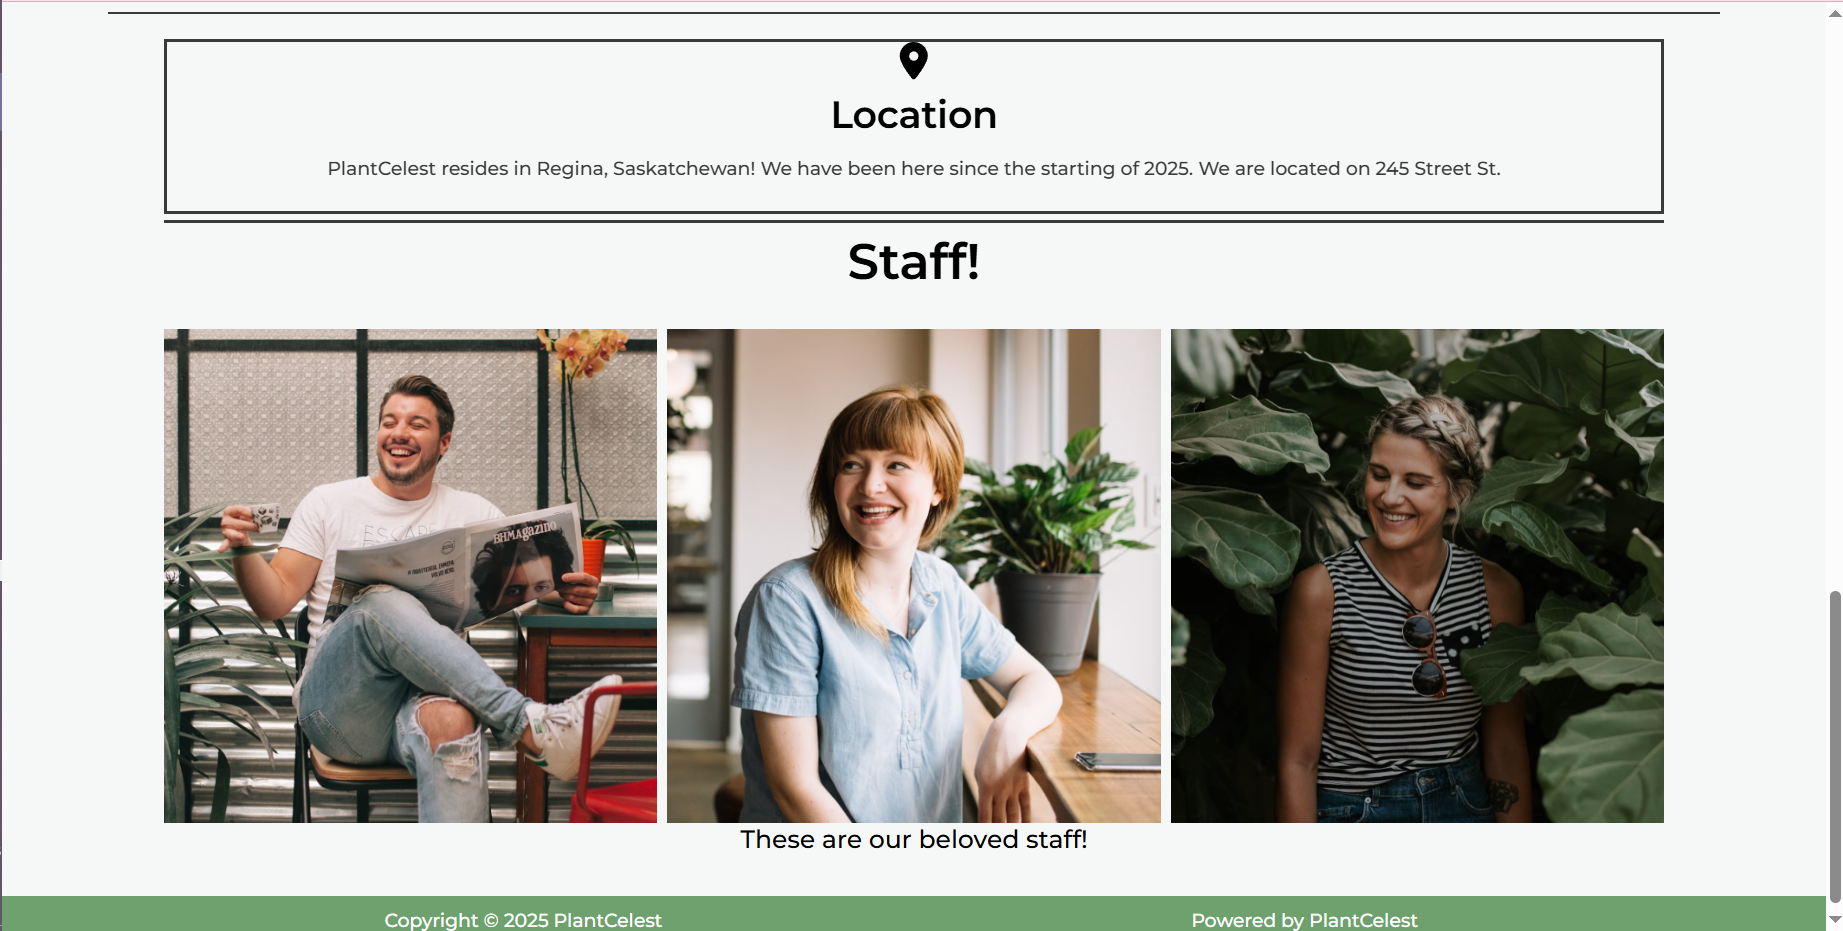 Location
PlantCelest resides in Regina, Saskatchewan! We have been here since the starting of 2025. We are located on 245 Street St.
Staff!
ESCAPE
BHMAgazino
These are our beloved staff!
Copyright © 2025 PlantCelest
Powered by PlantCelest